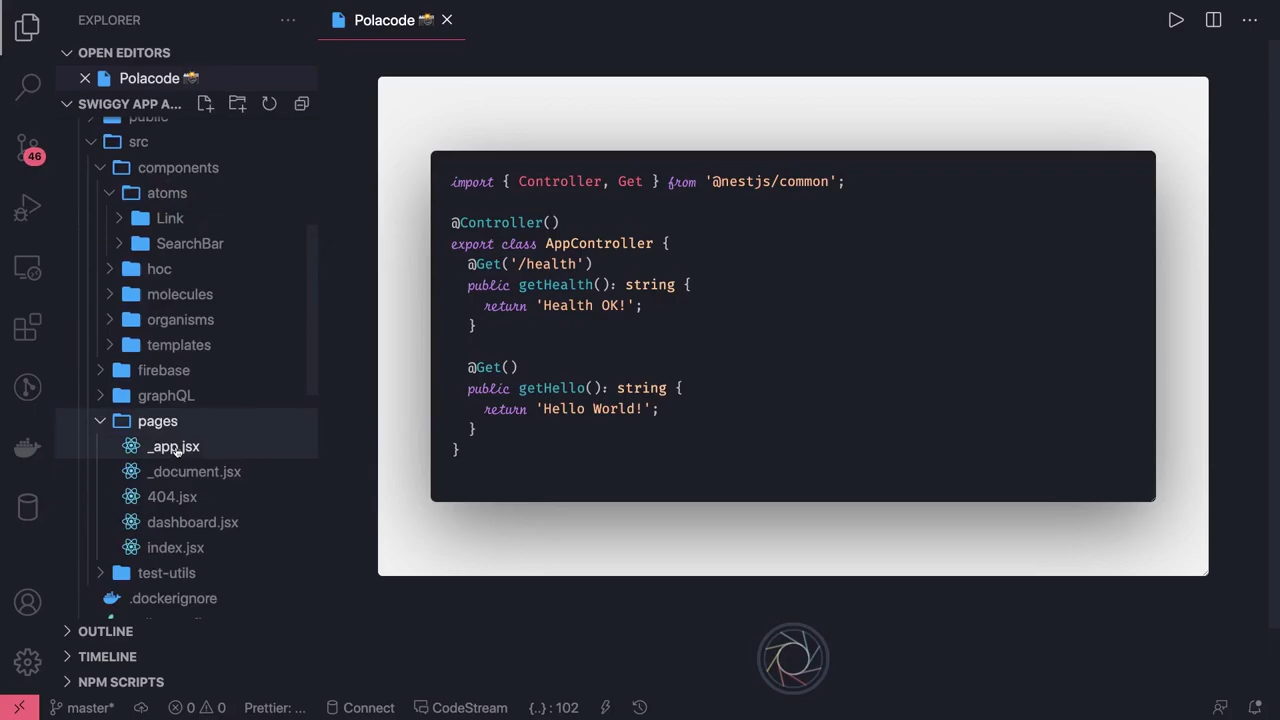 EXPLORER
OPEN EDITORS
Polacode 📸
SWIGGY APP A...
public
src
components
atoms
Link
SearchBar
hoc
molecules
organisms
templates
firebase
graphQL
pages
_app.jsx
_document.jsx
404.jsx
dashboard.jsx
index.jsx
test-utils
.dockerignore
OUTLINE
TIMELINE
NPM SCRIPTS
46
Polacode 📸
import { Controller, Get } from '@nestjs/common';
@Controller()
export class AppController {
@Get('/health')
public getHealth(): string {
return 'Health OK!';
}
@Get()
public getHello(): string {
return 'Hello World!';
}
}
master* 0 0 Prettier: ... Connect CodeStream {..} : 102